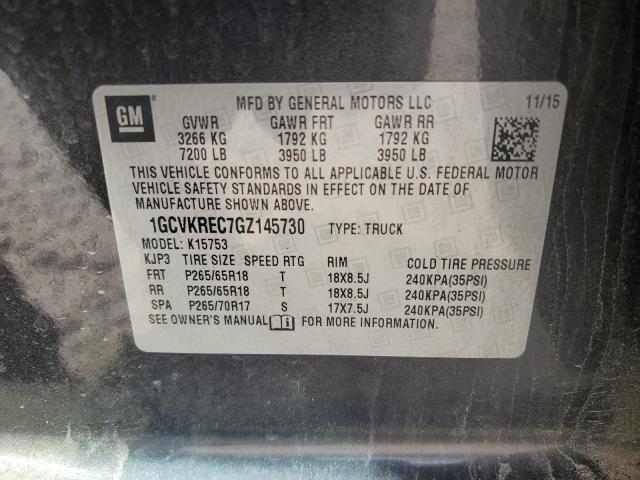 GM
MFD BY GENERAL MOTORS LLC 11/15
GVWR GAWR FRT GAWR RR
3266 KG 1792 KG 1792 KG
7200 LB 3950 LB 3950 LB
THIS VEHICLE CONFORMS TO ALL APPLICABLE U.S. FEDERAL MOTOR
VEHICLE SAFETY STANDARDS IN EFFECT ON THE DATE OF
MANUFACTURE SHOWN ABOVE.
1GCVKREC7GZ145730 TYPE: TRUCK
MODEL: K15753
KJP3 TIRE SIZE SPEED RTG RIM COLD TIRE PRESSURE
FRT P265/65R18 T 18X8.5J 240KPA(35PSI)
RR P265/65R18 T 18X8.5J 240KPA(35PSI)
SPA P265/70R17 S 17X7.5J 240KPA(35PSI)
SEE OWNER'S MANUAL FOR MORE INFORMATION.